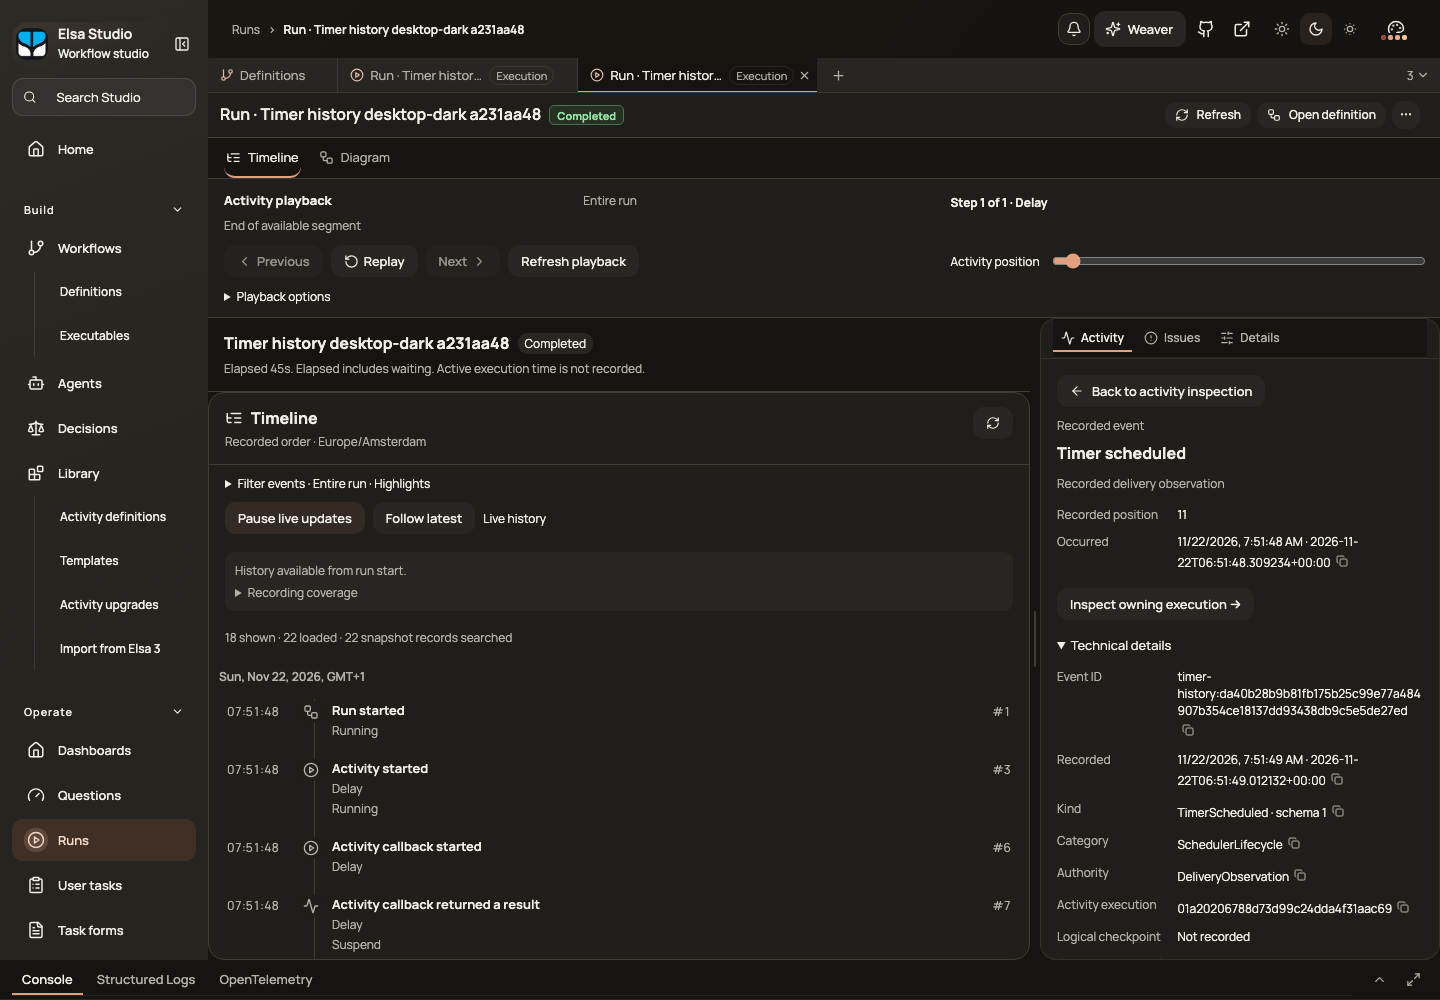 Elsa Studio
Workflow studio
Search Studio
Home
Build
Workflows
Definitions
Executables
Agents
Decisions
Library
Activity definitions
Templates
Activity upgrades
Import from Elsa 3
Operate
Dashboards
Questions
Runs
User tasks
Task forms
Runs › Run · Timer history desktop-dark a231aa48
Weaver
Definitions
Run · Timer histor... Execution
Run · Timer histor... Execution
3
Run · Timer history desktop-dark a231aa48 Completed
Refresh
Open definition
Timeline
Diagram
Activity playback
Entire run
Step 1 of 1 · Delay
End of available segment
Previous
Replay
Next
Refresh playback
Activity position
Playback options
Timer history desktop-dark a231aa48 Completed
Elapsed 45s. Elapsed includes waiting. Active execution time is not recorded.
Timeline
Recorded order · Europe/Amsterdam
Filter events · Entire run · Highlights
Pause live updates
Follow latest
Live history
History available from run start.
Recording coverage
18 shown · 22 loaded · 22 snapshot records searched
Sun, Nov 22, 2026, GMT+1
07:51:48 Run started #1
Running
07:51:48 Activity started #3
Delay
Running
07:51:48 Activity callback started #6
Delay
07:51:48 Activity callback returned a result #7
Delay
Suspend
Activity
Issues
Details
Back to activity inspection
Recorded event
Timer scheduled
Recorded delivery observation
Recorded position 11
Occurred 11/22/2026, 7:51:48 AM · 2026-11-
22T06:51:48.309234+00:00
Inspect owning execution →
Technical details
Event ID timer-
history:da40b28b9b81fb175b25c99e77a484
907b354ce18137dd93438db9c5e5de27ed
Recorded 11/22/2026, 7:51:49 AM · 2026-11-
22T06:51:49.012132+00:00
Kind TimerScheduled · schema 1
Category SchedulerLifecycle
Authority DeliveryObservation
Activity execution 01a20206788d73d99c24dda4f31aac69
Logical checkpoint Not recorded
Console
Structured Logs
OpenTelemetry